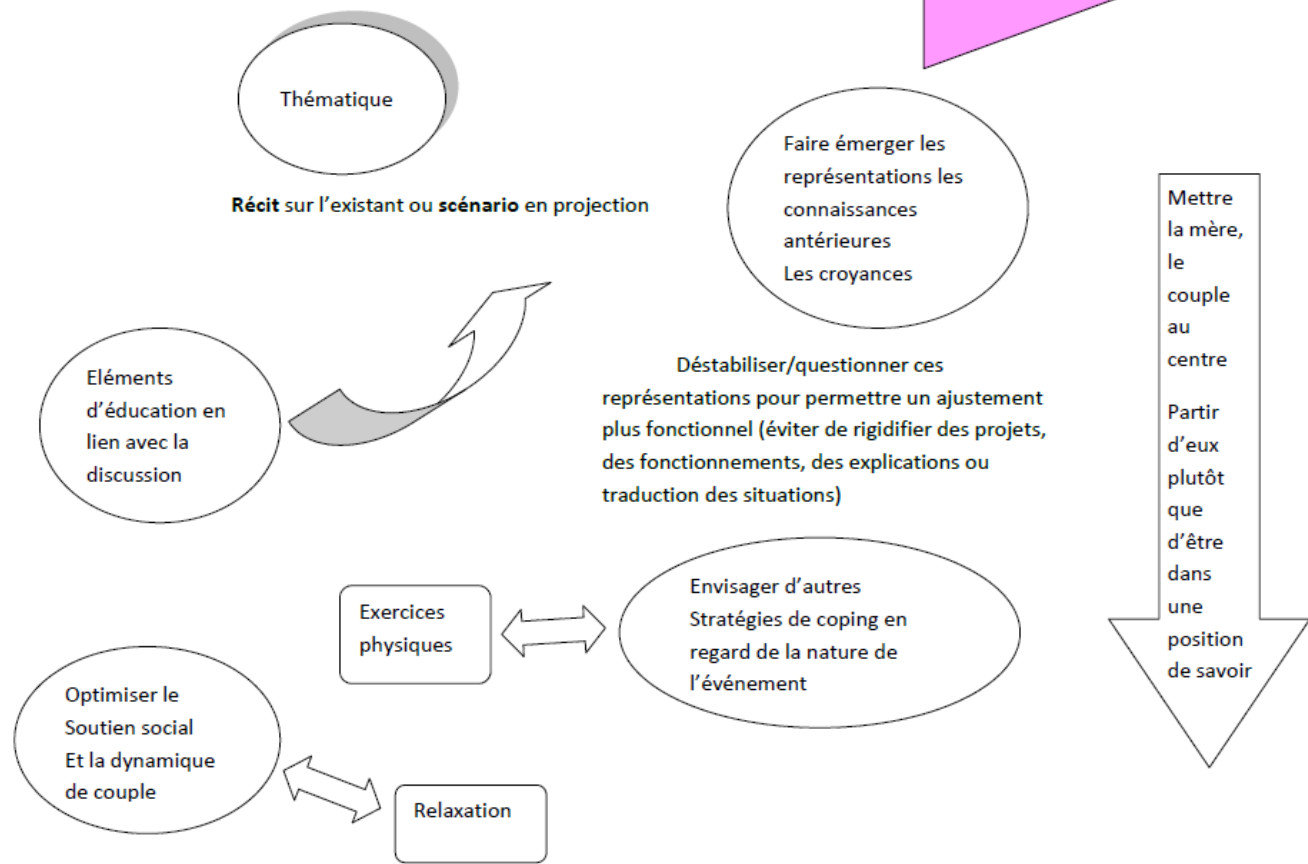 Thématique
Récit sur l’existant ou scénario en projection
Faire émerger les
représentations les
connaissances
antérieures
Les croyances
Mettre
la mère,
le
couple
au
centre
Partir
d’eux
plutôt
que
d’être
dans
une
position
de savoir
Eléments
d’éducation en
lien avec la
discussion
Déstabiliser/questionner ces
représentations pour permettre un ajustement
plus fonctionnel (éviter de rigidifier des projets,
des fonctionnements, des explications ou
traduction des situations)
Exercices
physiques
Envisager d’autres
Stratégies de coping en
regard de la nature de
l’événement
Optimiser le
Soutien social
Et la dynamique
de couple
Relaxation